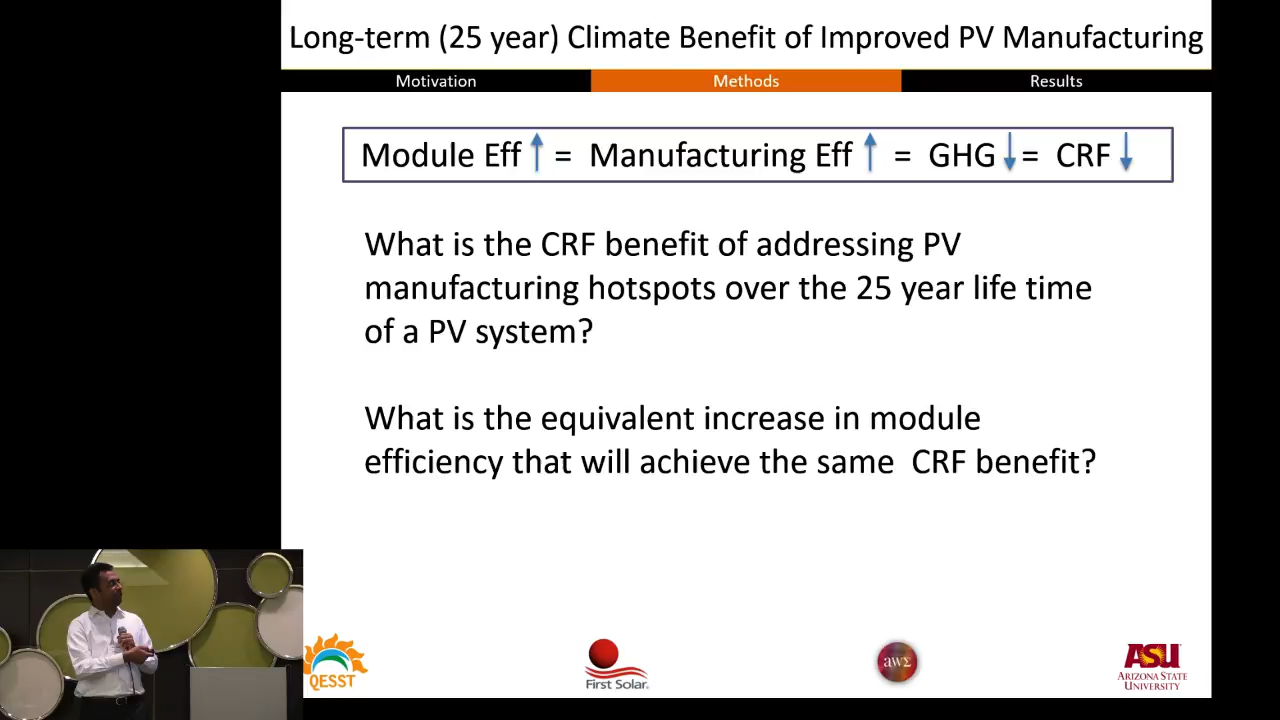 Long-term (25 year) Climate Benefit of Improved PV Manufacturing
Motivation Methods Results
Module Eff ↑ = Manufacturing Eff ↑ = GHG ↓ = CRF ↓
What is the CRF benefit of addressing PV
manufacturing hotspots over the 25 year life time
of a PV system?
What is the equivalent increase in module
efficiency that will achieve the same CRF benefit?
QESST
First Solar.
awΣ
ASU
ARIZONA STATE
UNIVERSITY